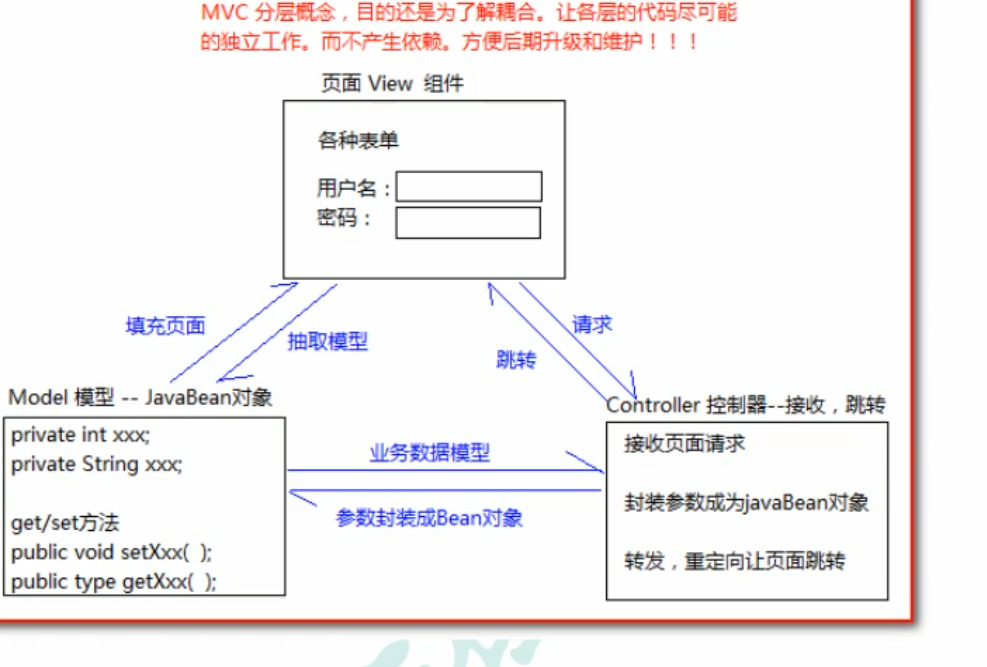 MVC 分层概念，目的还是为了解耦合。让各层的代码尽可能
的独立工作。而不产生依赖。方便后期升级和维护！！！
页面 View 组件
各种表单
用户名：
密码：
填充页面
抽取模型
请求
跳转
Model 模型 -- JavaBean对象
private int xxx;
private String xxx;
get/set方法
public void setXxx( );
public type getXxx( );
业务数据模型
参数封装成Bean对象
Controller 控制器--接收，跳转
接收页面请求
封装参数成为javaBean对象
转发，重定向让页面跳转